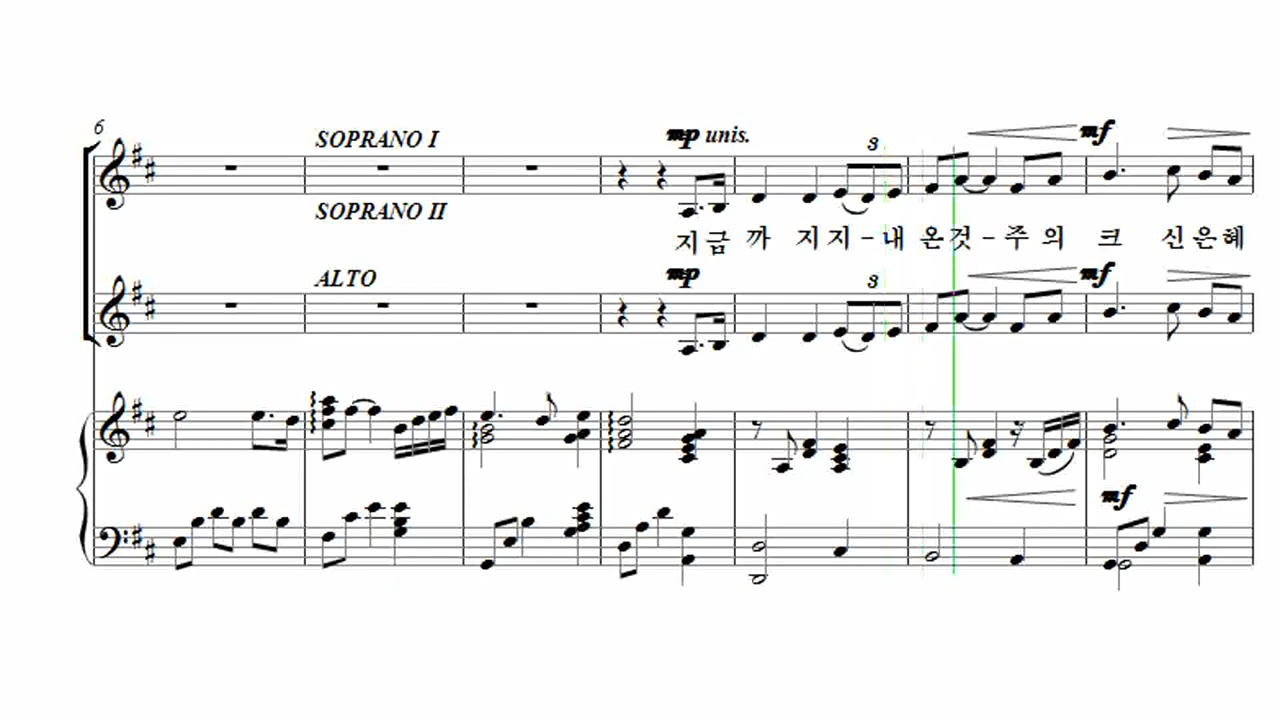 6
SOPRANO I
mp unis.
3
mf
SOPRANO II
지금 까 지지-내 온것-주 의 크 신은혜
ALTO
mp
3
mf
mf